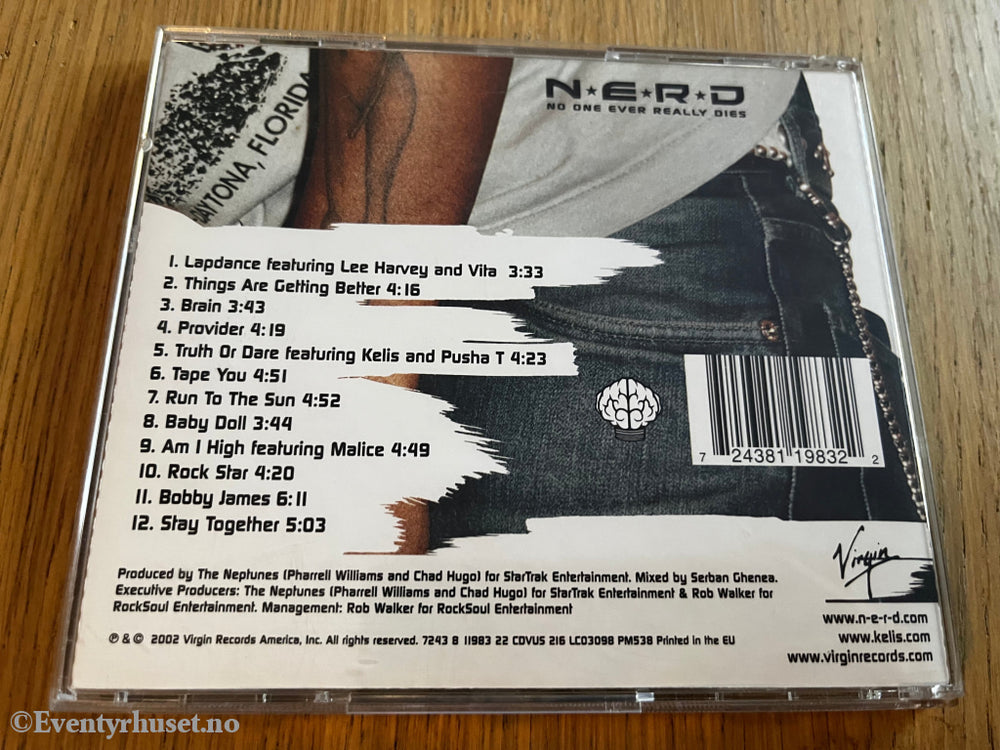 N★E★R★D
NO ONE EVER REALLY DIES
DAYTONA, FLORIDA
1. Lapdance featuring Lee Harvey and Vita 3:33
2. Things Are Getting Better 4:16
3. Brain 3:43
4. Provider 4:19
5. Truth Or Dare featuring Kelis and Pusha T 4:23
6. Tape You 4:51
7. Run To The Sun 4:52
8. Baby Doll 3:44
9. Am I High featuring Malice 4:49
10. Rock Star 4:20
11. Bobby James 6:11
12. Stay Together 5:03
7 24381 19832 2
Virgin
Produced by The Neptunes (Pharrell Williams and Chad Hugo) for StarTrak Entertainment. Mixed by Serban Ghenea.
Executive Producers: The Neptunes (Pharrell Williams and Chad Hugo) for StarTrak Entertainment & Rob Walker for
RockSoul Entertainment. Management: Rob Walker for RockSoul Entertainment
℗ & © 2002 Virgin Records America, Inc. All rights reserved. 7243 8 11983 22 CDVUS 216 LC03098 PM538 Printed in the EU
www.n-e-r-d.com
www.kelis.com
www.virginrecords.com
©Eventyrhuset.no